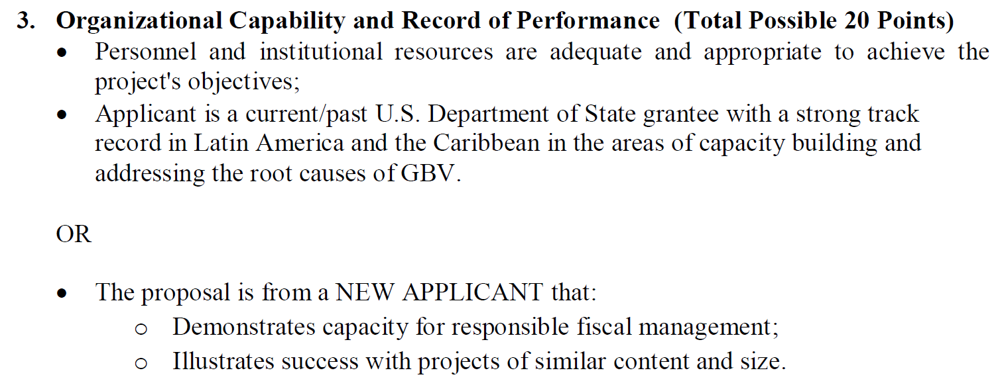 3. Organizational Capability and Record of Performance (Total Possible 20 Points)
• Personnel and institutional resources are adequate and appropriate to achieve the
project's objectives;
• Applicant is a current/past U.S. Department of State grantee with a strong track
record in Latin America and the Caribbean in the areas of capacity building and
addressing the root causes of GBV.
OR
• The proposal is from a NEW APPLICANT that:
o Demonstrates capacity for responsible fiscal management;
o Illustrates success with projects of similar content and size.